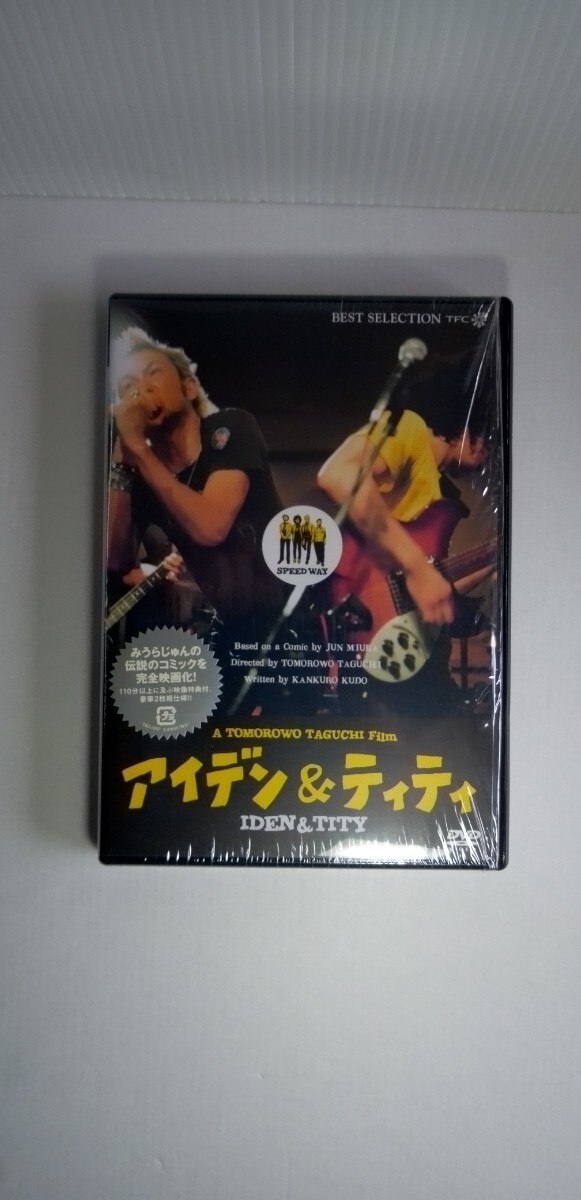 BEST SELECTION TFC
SPEED WAY
みうらじゅんの
伝説のコミックを
完全映画化!
110分以上に及ぶ映像特典付、
豪華2枚組仕様!!
Based on a Comic by JUN MIURA
Directed by TOMOROWO TAGUCHI
Written by KANKURO KUDO
A TOMOROWO TAGUCHI Film
アイデン&ティティ
IDEN & TITY
DVD